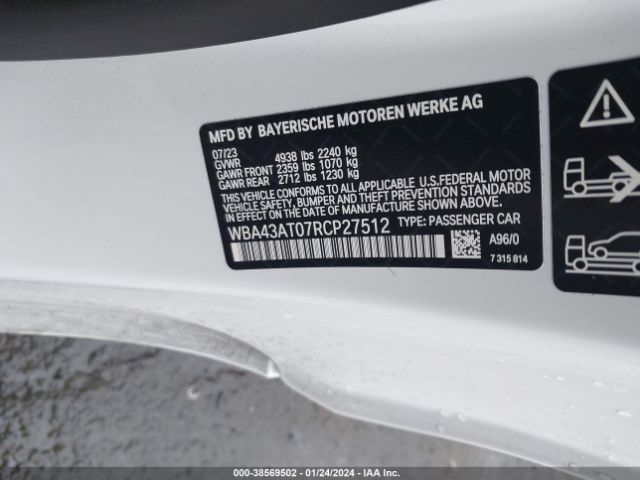 MFD BY BAYERISCHE MOTOREN WERKE AG
07/23
GVWR 4938 lbs 2240 kg
GAWR FRONT 2359 lbs 1070 kg
GAWR REAR 2712 lbs 1230 kg
THIS VEHICLE CONFORMS TO ALL APPLICABLE U.S.FEDERAL MOTOR
VEHICLE SAFETY, BUMPER, AND THEFT PREVENTION STANDARDS
IN EFFECT ON THE DATE OF MANUFACTURE SHOWN ABOVE.
WBA43AT07RCP27512 TYPE: PASSENGER CAR
A96/0
7 315 814
000-38569502 | 01/24/2024 | IAA Inc.